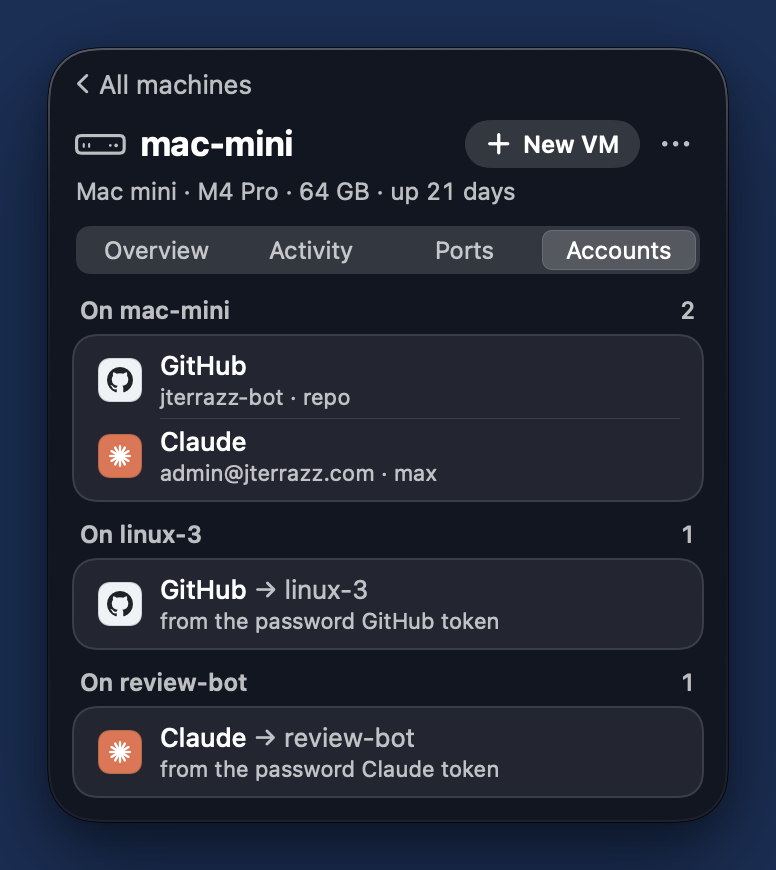 All machines
mac-mini
New VM
Mac mini · M4 Pro · 64 GB · up 21 days
Overview
Activity
Ports
Accounts
On mac-mini
2
GitHub
jterrazz-bot · repo
Claude
admin@jterrazz.com · max
On linux-3
1
GitHub → linux-3
from the password GitHub token
On review-bot
1
Claude → review-bot
from the password Claude token